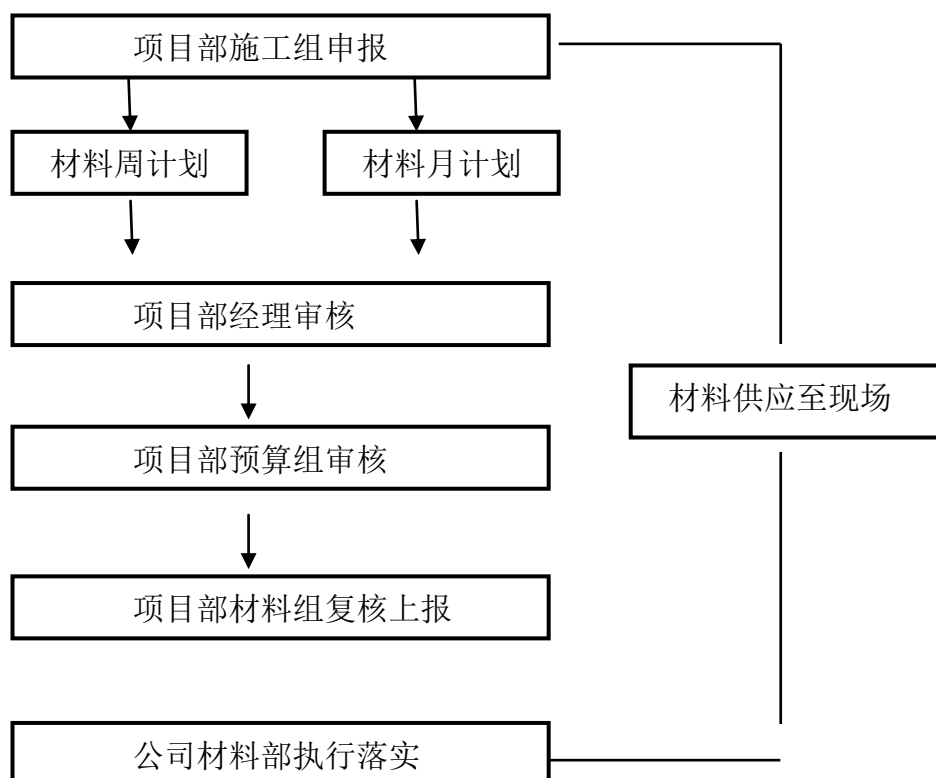 项目部施工组申报
材料周计划
材料月计划
项目部经理审核
材料供应至现场
项目部预算组审核
项目部材料组复核上报
公司材料部执行落实